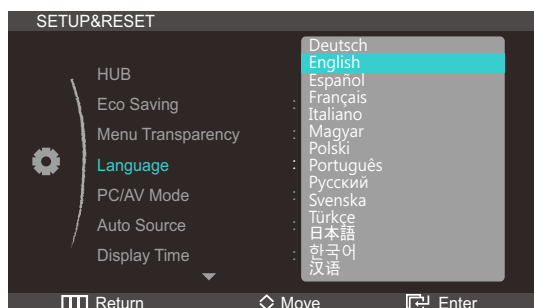 SETUP&RESET
HUB
Eco Saving :
Menu Transparency :
Language :
PC/AV Mode :
Auto Source :
Display Time :
Deutsch
English
Español
Français
Italiano
Magyar
Polski
Português
Русский
Svenska
Türkçe
日本語
한국어
汉语
Return Move Enter